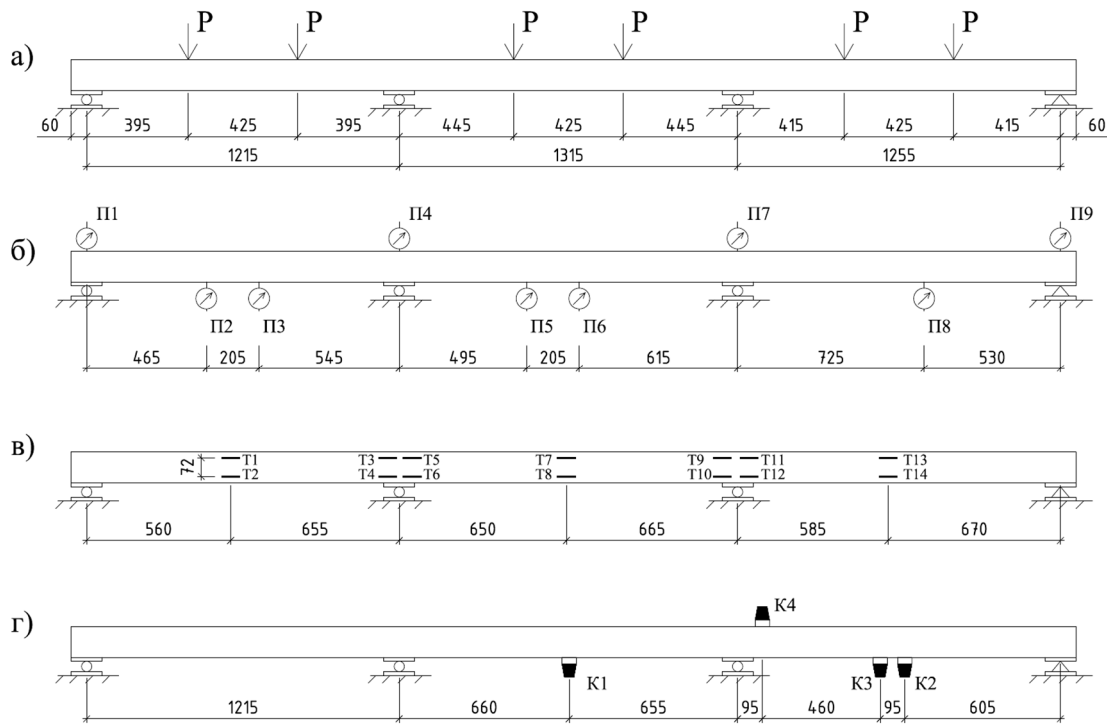 P P P P P P
а)
60 395 425 395 445 425 445 415 425 415 60
1215 1315 1255
П1 П4 П7 П9
б)
П2 П3 П5 П6 П8
465 205 545 495 205 615 725 530
в)
72
Т1 Т3 Т5 Т7 Т9 Т11 Т13
Т2 Т4 Т6 Т8 Т10 Т12 Т14
560 655 650 665 585 670
К4
г)
К1 К3 К2
1215 660 655 95 460 95 605